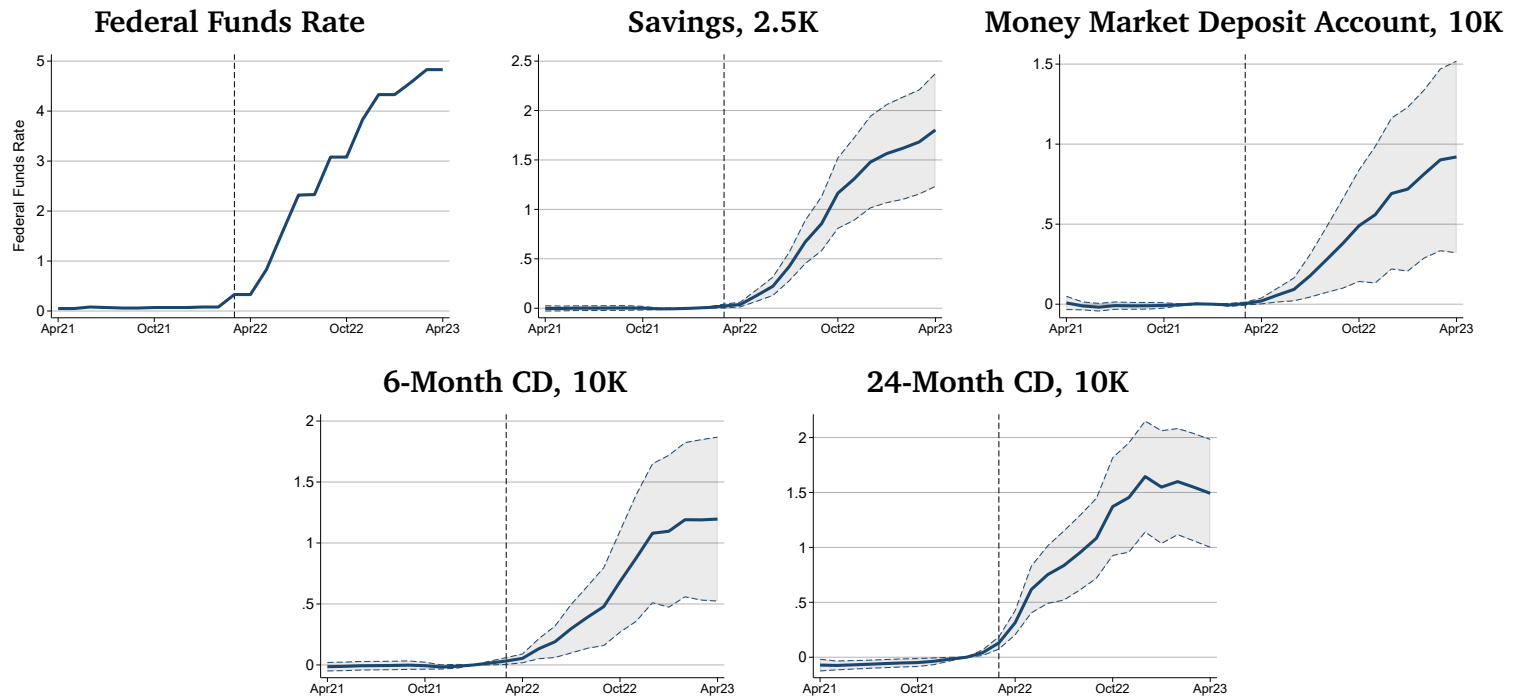 Federal Funds Rate
Federal Funds Rate
5
4
3
2
1
0
Apr21 Oct21 Apr22 Oct22 Apr23
Savings, 2.5K
2.5
2
1.5
1
.5
0
Apr21 Oct21 Apr22 Oct22 Apr23
Money Market Deposit Account, 10K
1.5
1
.5
0
Apr21 Oct21 Apr22 Oct22 Apr23
6-Month CD, 10K
2
1.5
1
.5
0
Apr21 Oct21 Apr22 Oct22 Apr23
24-Month CD, 10K
2
1.5
1
.5
0
Apr21 Oct21 Apr22 Oct22 Apr23